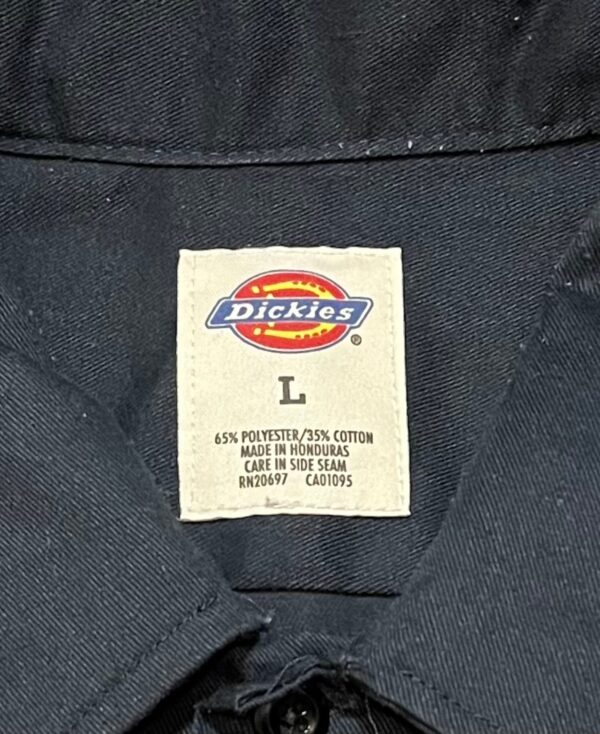 Dickies
®
L
65% POLYESTER/35% COTTON
MADE IN HONDURAS
CARE IN SIDE SEAM
RN20697 CA01095